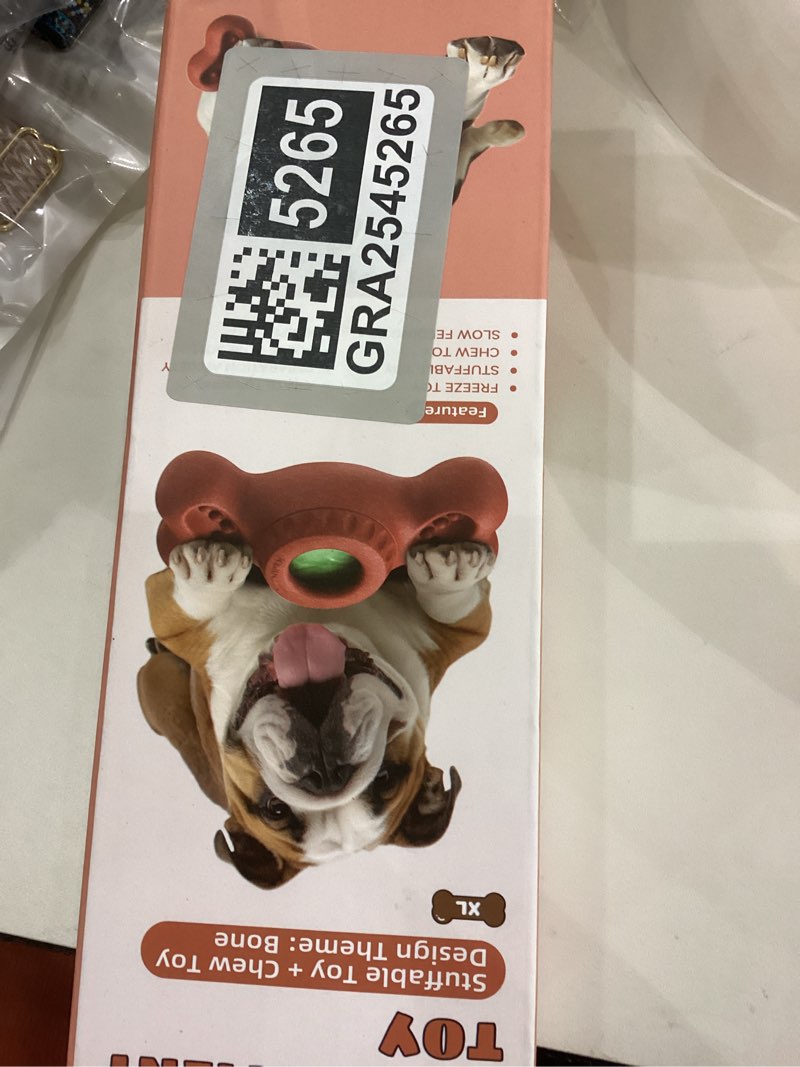 TOY
Stuffable Toy + Chew Toy
Design Theme: Bone
XL
Feature
• FREEZE TO
• STUFFABL
• CHEW TO
• SLOW FE
Y
5265
GRA2545265